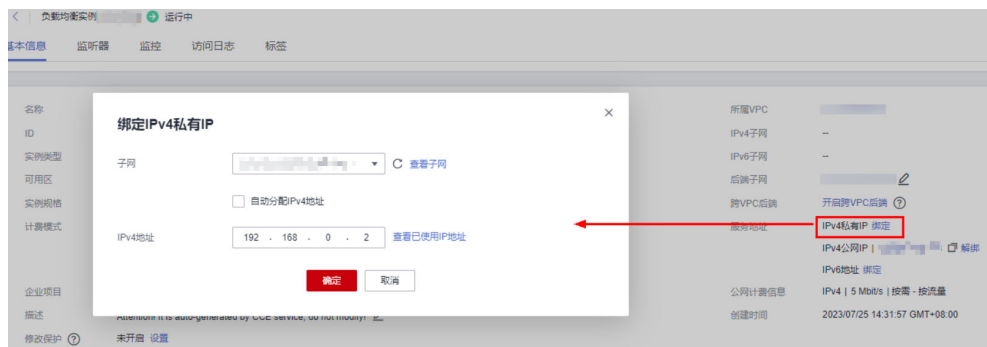 负载均衡实例 运行中
基本信息 监听器 监控 访问日志 标签
名称
ID
实例类型
可用区
实例规格
计费模式
企业项目
描述 Attention! It is auto-generated by CCE service, do not modify!
修改保护 未开启 设置
绑定IPv4私有IP
子网 查看子网
自动分配IPv4地址
IPv4地址 192 . 168 . 0 . 2 查看已使用IP地址
确定 取消
所属VPC
IPv4子网 --
IPv6子网 --
后端子网
跨VPC后端 开启跨VPC后端
服务地址 IPv4私有IP 绑定
IPv4公网IP | 解绑
IPv6地址 绑定
公网计费信息 IPv4 | 5 Mbit/s | 按需 - 按流量
创建时间 2023/07/25 14:31:57 GMT+08:00